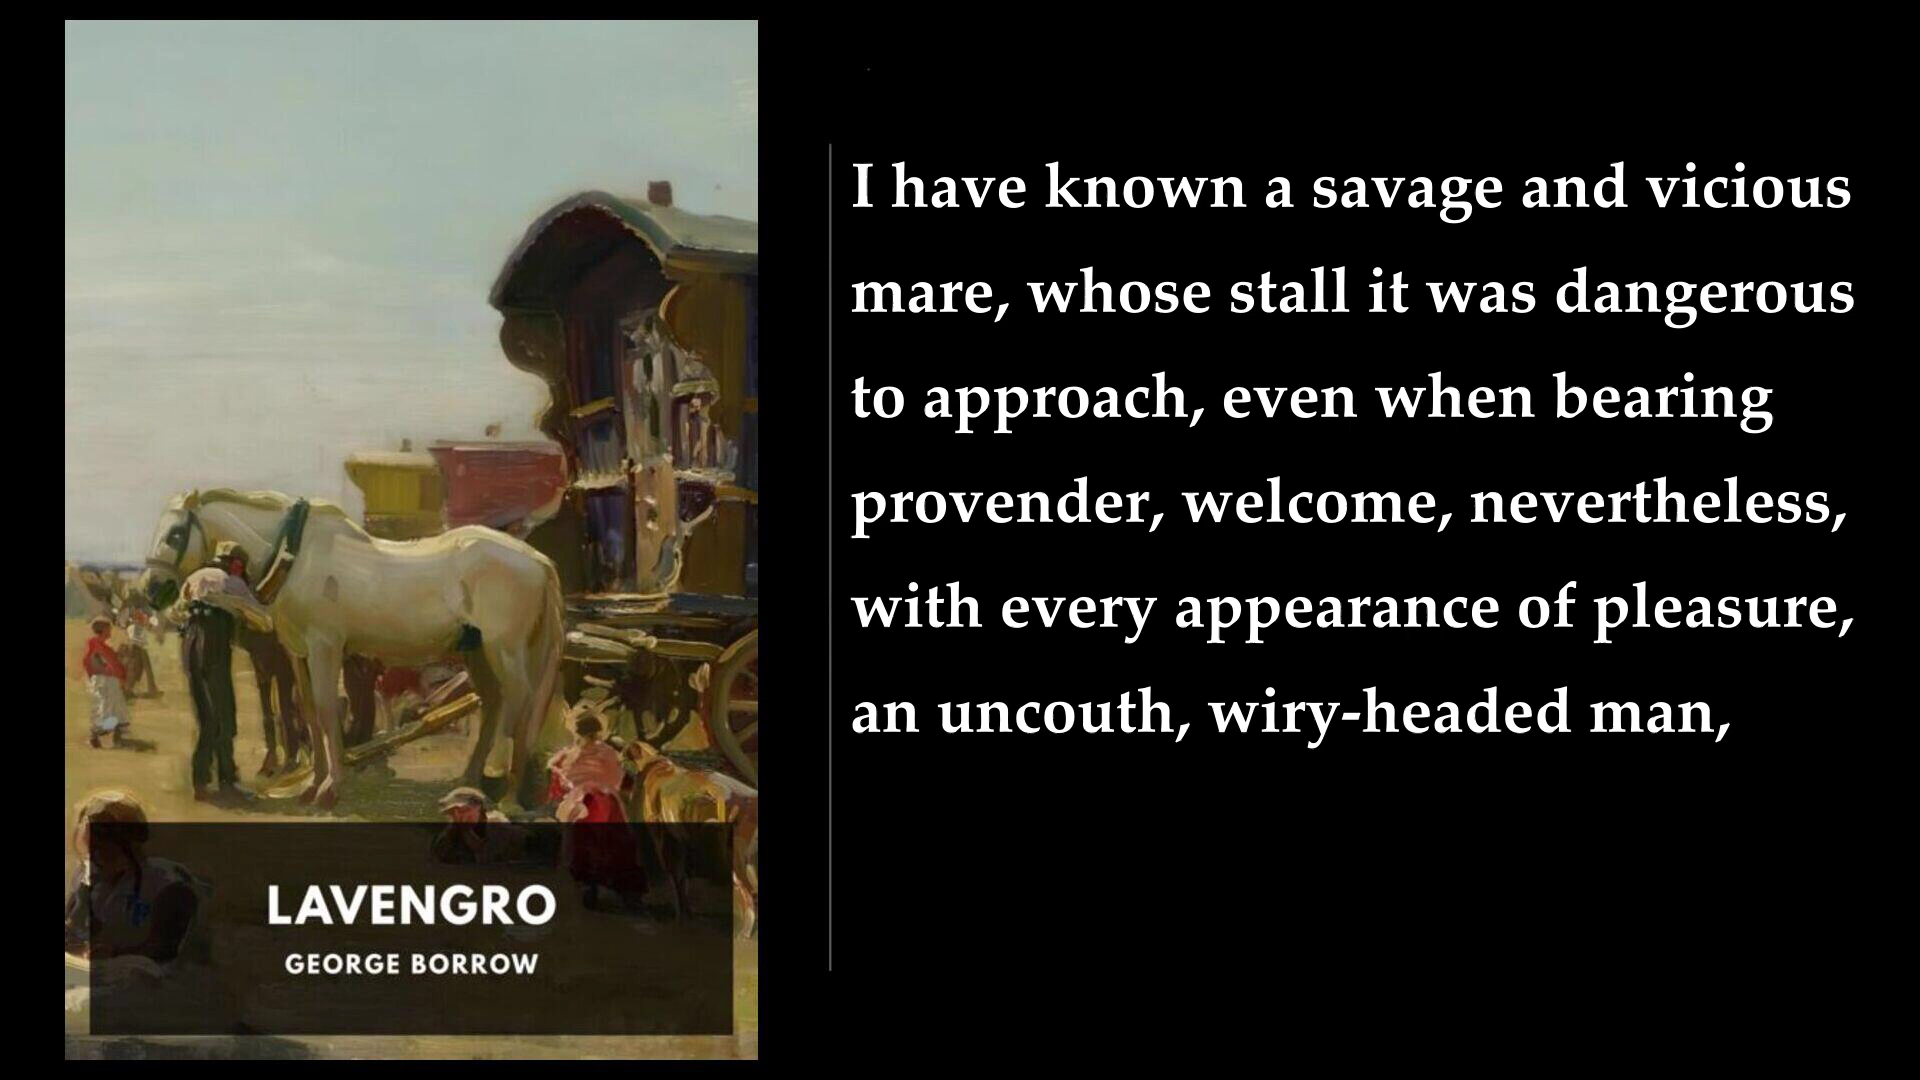 I have known a savage and vicious
mare, whose stall it was dangerous
to approach, even when bearing
provender, welcome, nevertheless,
with every appearance of pleasure,
an uncouth, wiry-headed man,
LAVENGRO
GEORGE BORROW